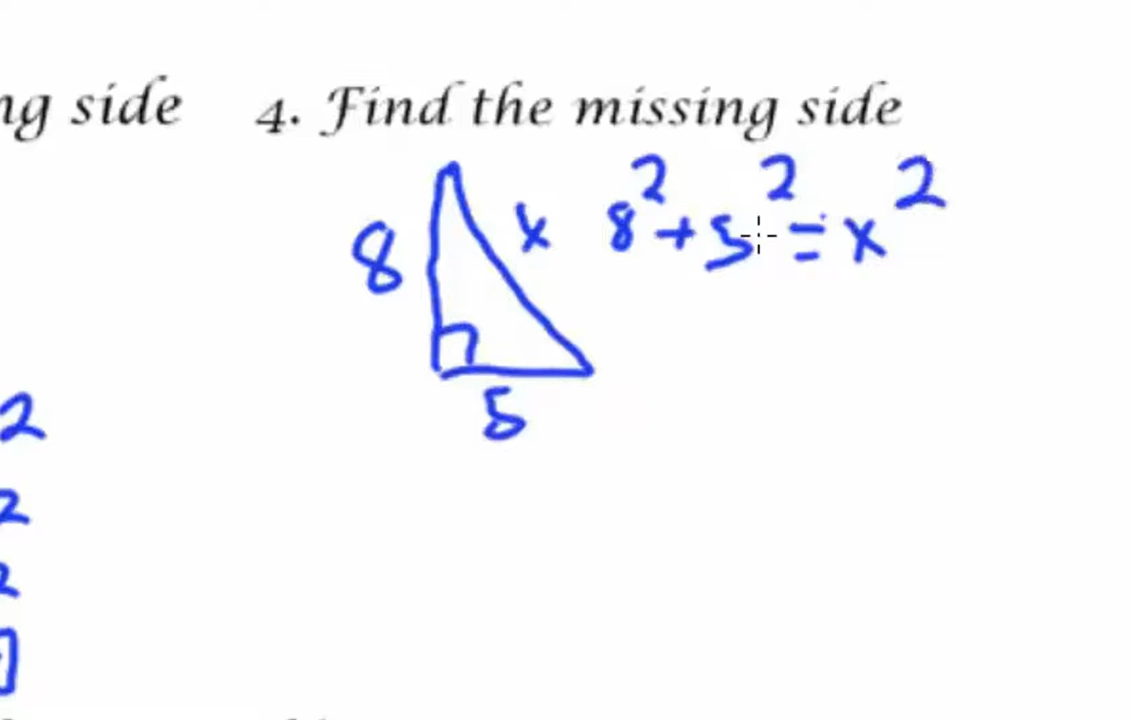 ng side 4. Find the missing side
8 x 8² + 5² = x²
5
2
2
2